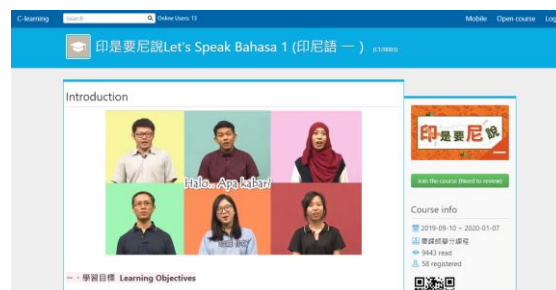 C-learning
Search
Online Users: 13
Mobile
Open course
Log
印是要尼說Let's Speak Bahasa 1 (印尼語 一 )
Introduction
Halo.. Apa kabar!
印是要尼說
Join the course (Need to review)
Course info
2019-09-10 ~ 2020-01-07
9443 read
58 registered
一、學習目標 Learning Objectives